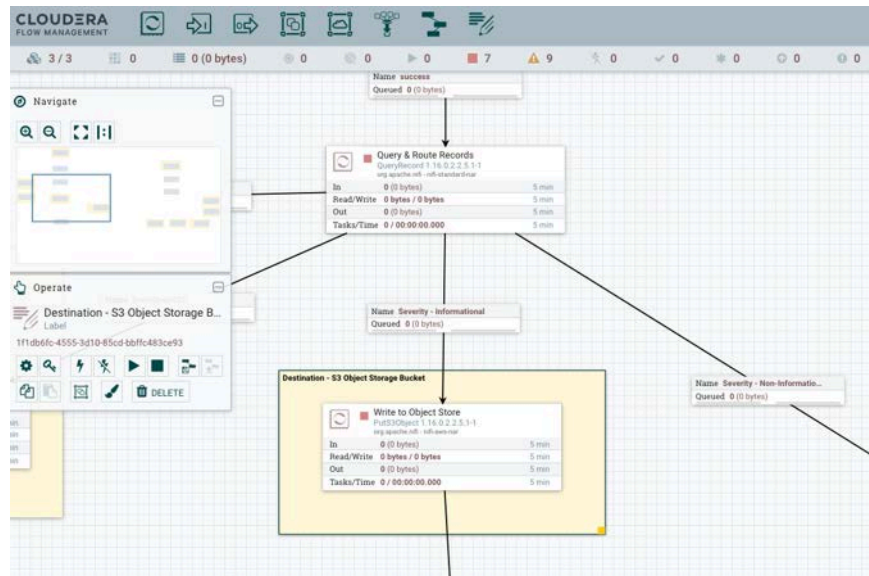 CLOUDERA
FLOW MANAGEMENT
3 / 3 0 0 (0 bytes) 0 0 0 7 9 0 0 0 0 0
Name success
Queued 0 (0 bytes)
Navigate
Query & Route Records
QueryRecord 1.16.0.2.2.5.1-1
org.apache.nifi - nifi-standard-nar
In 0 (0 bytes) 5 min
Read/Write 0 bytes / 0 bytes 5 min
Out 0 (0 bytes) 5 min
Tasks/Time 0 / 00:00:00.000 5 min
Operate
Destination - S3 Object Storage B...
Label
1f1db6fc-4555-3d10-85cd-bbffc483ce93
DELETE
Name Severity - Informational
Queued 0 (0 bytes)
Name Severity - Non-Informatio...
Queued 0 (0 bytes)
Destination - S3 Object Storage Bucket
Write to Object Store
PutS3Object 1.16.0.2.2.5.1-1
org.apache.nifi - nifi-aws-nar
In 0 (0 bytes) 5 min
Read/Write 0 bytes / 0 bytes 5 min
Out 0 (0 bytes) 5 min
Tasks/Time 0 / 00:00:00.000 5 min
min
min
min
min